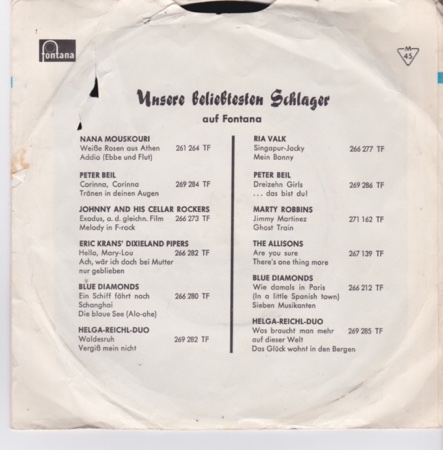 fontana
M
45
Unsere beliebtesten Schlager
auf Fontana
NANA MOUSKOURI
Weiße Rosen aus Athen 261 264 TF
Addio (Ebbe und Flut)
PETER BEIL
Corinna, Corinna 269 284 TF
Tränen in deinen Augen
JOHNNY AND HIS CELLAR ROCKERS
Exodus, a. d. gleichn. Film 266 273 TF
Melody in F-rock
ERIC KRANS' DIXIELAND PIPERS
Hello, Mary-Lou 266 282 TF
Ach, wär ich doch bei Mutter
nur geblieben
BLUE DIAMONDS
Ein Schiff fährt nach 266 280 TF
Schanghai
Die blaue See (Alo-ahe)
HELGA-REICHL-DUO
Waldesruh 269 282 TF
Vergiß mein nicht
RIA VALK
Singapur-Jacky 266 277 TF
Mein Bonny
PETER BEIL
Dreizehn Girls 269 286 TF
. . . das bist du!
MARTY ROBBINS
Jimmy Martinez 271 162 TF
Ghost Train
THE ALLISONS
Are you sure 267 139 TF
There's one thing more
BLUE DIAMONDS
Wie damals in Paris 266 212 TF
(In a little Spanish town)
Sieben Musikanten
HELGA-REICHL-DUO
Was braucht man mehr 269 285 TF
auf dieser Welt
Das Glück wohnt in den Bergen